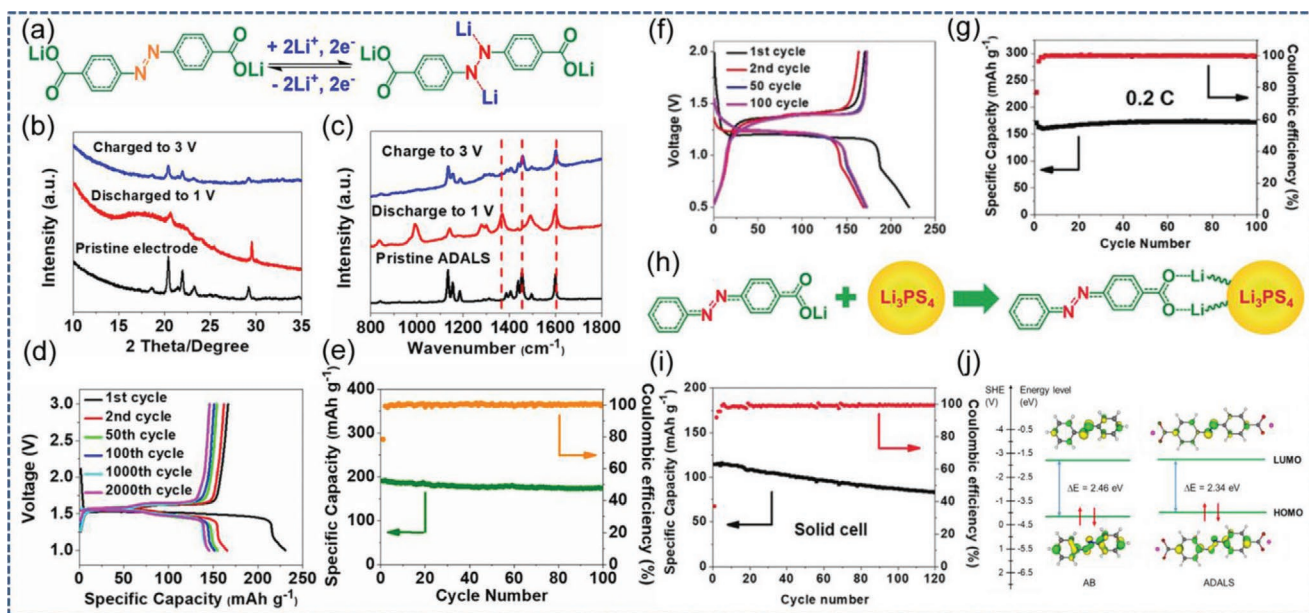 (a)
LiO
O
N
N
O
OLi
+ 2Li⁺, 2e⁻
- 2Li⁺, 2e⁻
Li
LiO
O
N
N
Li
O
OLi
(b)
Charged to 3 V
Discharged to 1 V
Pristine electrode
Intensity (a.u.)
10 15 20 25 30 35
2 Theta/Degree
(c)
Charge to 3 V
Discharge to 1 V
Pristine ADALS
Intensity (a.u.)
800 1000 1200 1400 1600 1800
Wavenumber (cm⁻¹)
(d)
1st cycle
2nd cycle
50th cycle
100th cycle
1000th cycle
2000th cycle
Voltage (V)
3.0
2.5
2.0
1.5
1.0
0 50 100 150 200 250
Specific Capacity (mAh g⁻¹)
(e)
Specific Capacity (mAh g⁻¹)
400
350
300
250
200
150
100
50
0
0 20 40 60 80 100
Cycle Number
100
80
60
40
20
0
Coulombic efficiency (%)
(f)
1st cycle
2nd cycle
50 cycle
100 cycle
Voltage (V)
2.0
1.5
1.0
0.5
0 50 100 150 200 250
(g)
Specific Capacity (mAh g⁻¹)
300
250
200
150
100
50
0
0.2 C
0 20 40 60 80 100
Cycle Number
100
80
60
40
20
0
Coulombic efficiency (%)
(h)
N
N
O
OLi
+
Li₃PS₄
N
N
O
Li
O
Li
Li₃PS₄
(i)
Specific Capacity (mAh g⁻¹)
200
150
100
50
0
Solid cell
0 20 40 60 80 100 120
Cycle number
100
80
60
40
20
0
Coulombic efficiency (%)
(j)
SHE (V)
Energy level (eV)
-4 -0.5
-3 -1.5
LUMO
ΔE = 2.46 eV
ΔE = 2.34 eV
-1 -3.5
HOMO
0 -4.5
1 -5.5
2 -6.5
AB
ADALS